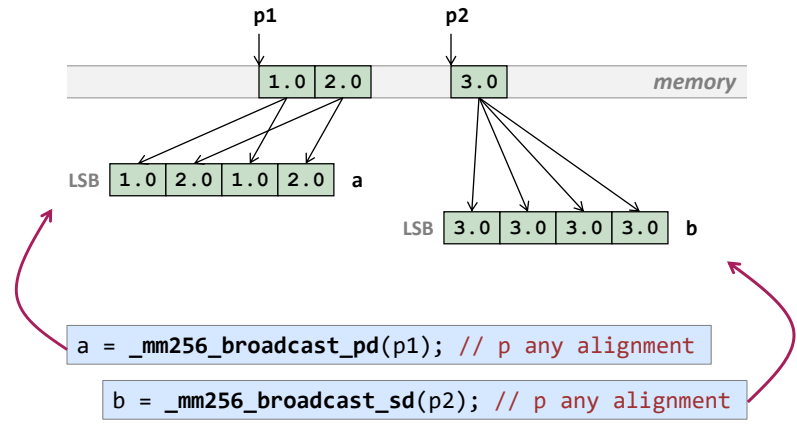 p1 p2
1.0 2.0 3.0 memory
LSB 1.0 2.0 1.0 2.0 a
LSB 3.0 3.0 3.0 3.0 b
a = _mm256_broadcast_pd(p1); // p any alignment
b = _mm256_broadcast_sd(p2); // p any alignment